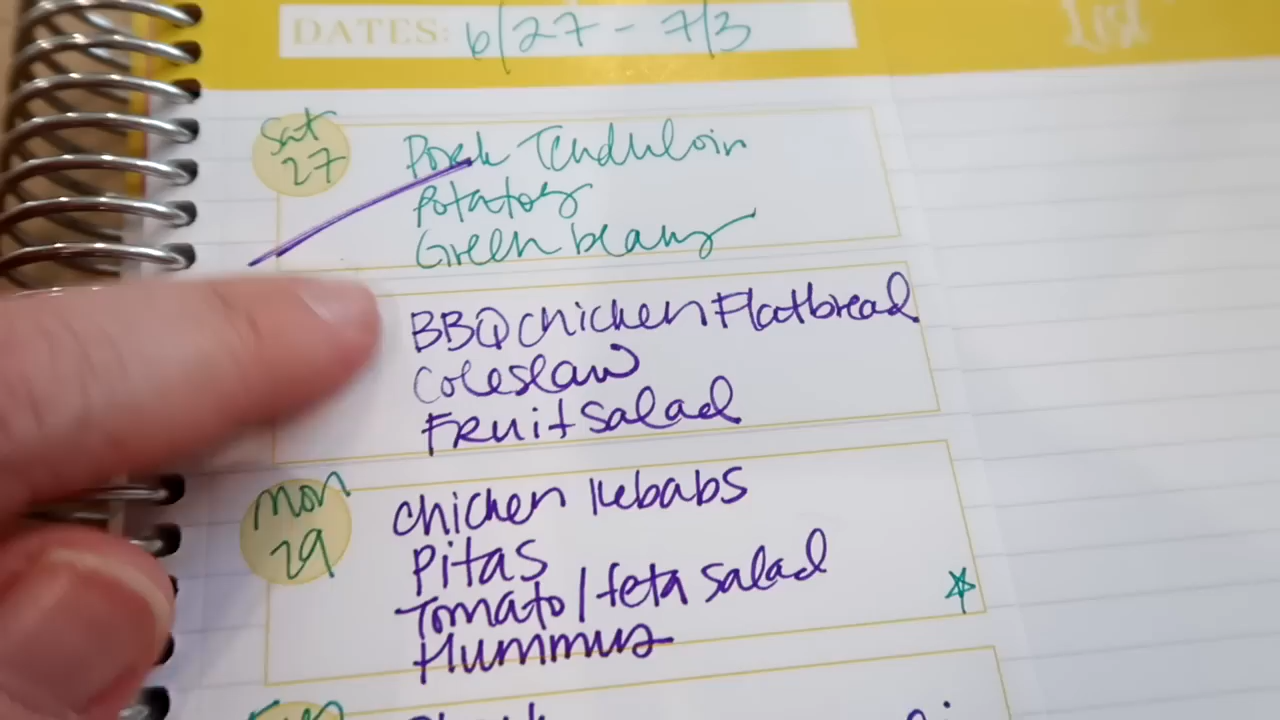 DATES: 6/27 - 7/3
List
Sat
27
Pork Tenderloin
Potatoes
Green beans
BBQ chicken Flatbread
Coleslaw
Fruit salad
Mon
29
Chicken kebabs
Pitas
Tomato/feta salad
Hummus